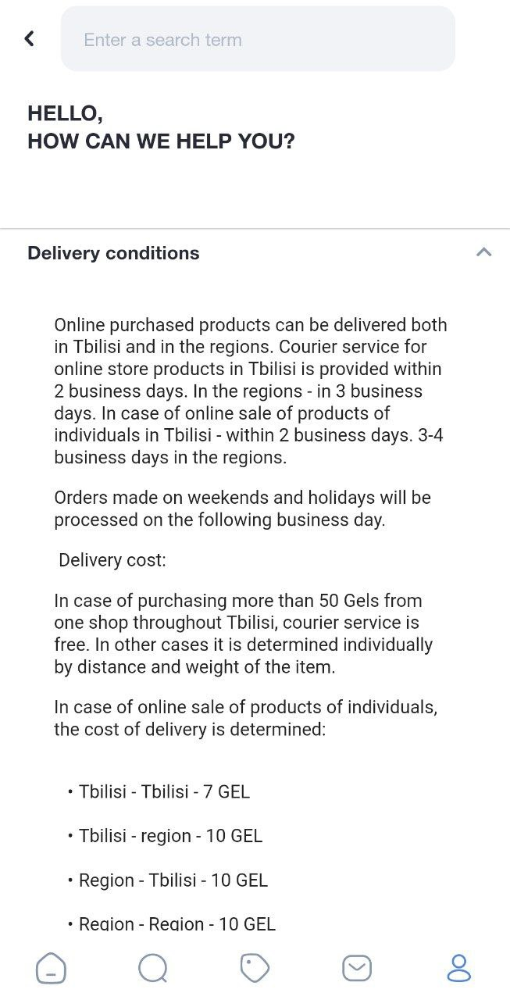 Enter a search term
HELLO,
HOW CAN WE HELP YOU?
Delivery conditions
Online purchased products can be delivered both
in Tbilisi and in the regions. Courier service for
online store products in Tbilisi is provided within
2 business days. In the regions - in 3 business
days. In case of online sale of products of
individuals in Tbilisi - within 2 business days. 3-4
business days in the regions.
Orders made on weekends and holidays will be
processed on the following business day.
Delivery cost:
In case of purchasing more than 50 Gels from
one shop throughout Tbilisi, courier service is
free. In other cases it is determined individually
by distance and weight of the item.
In case of online sale of products of individuals,
the cost of delivery is determined:
• Tbilisi - Tbilisi - 7 GEL
• Tbilisi - region - 10 GEL
• Region - Tbilisi - 10 GEL
• Region - Region - 10 GEL